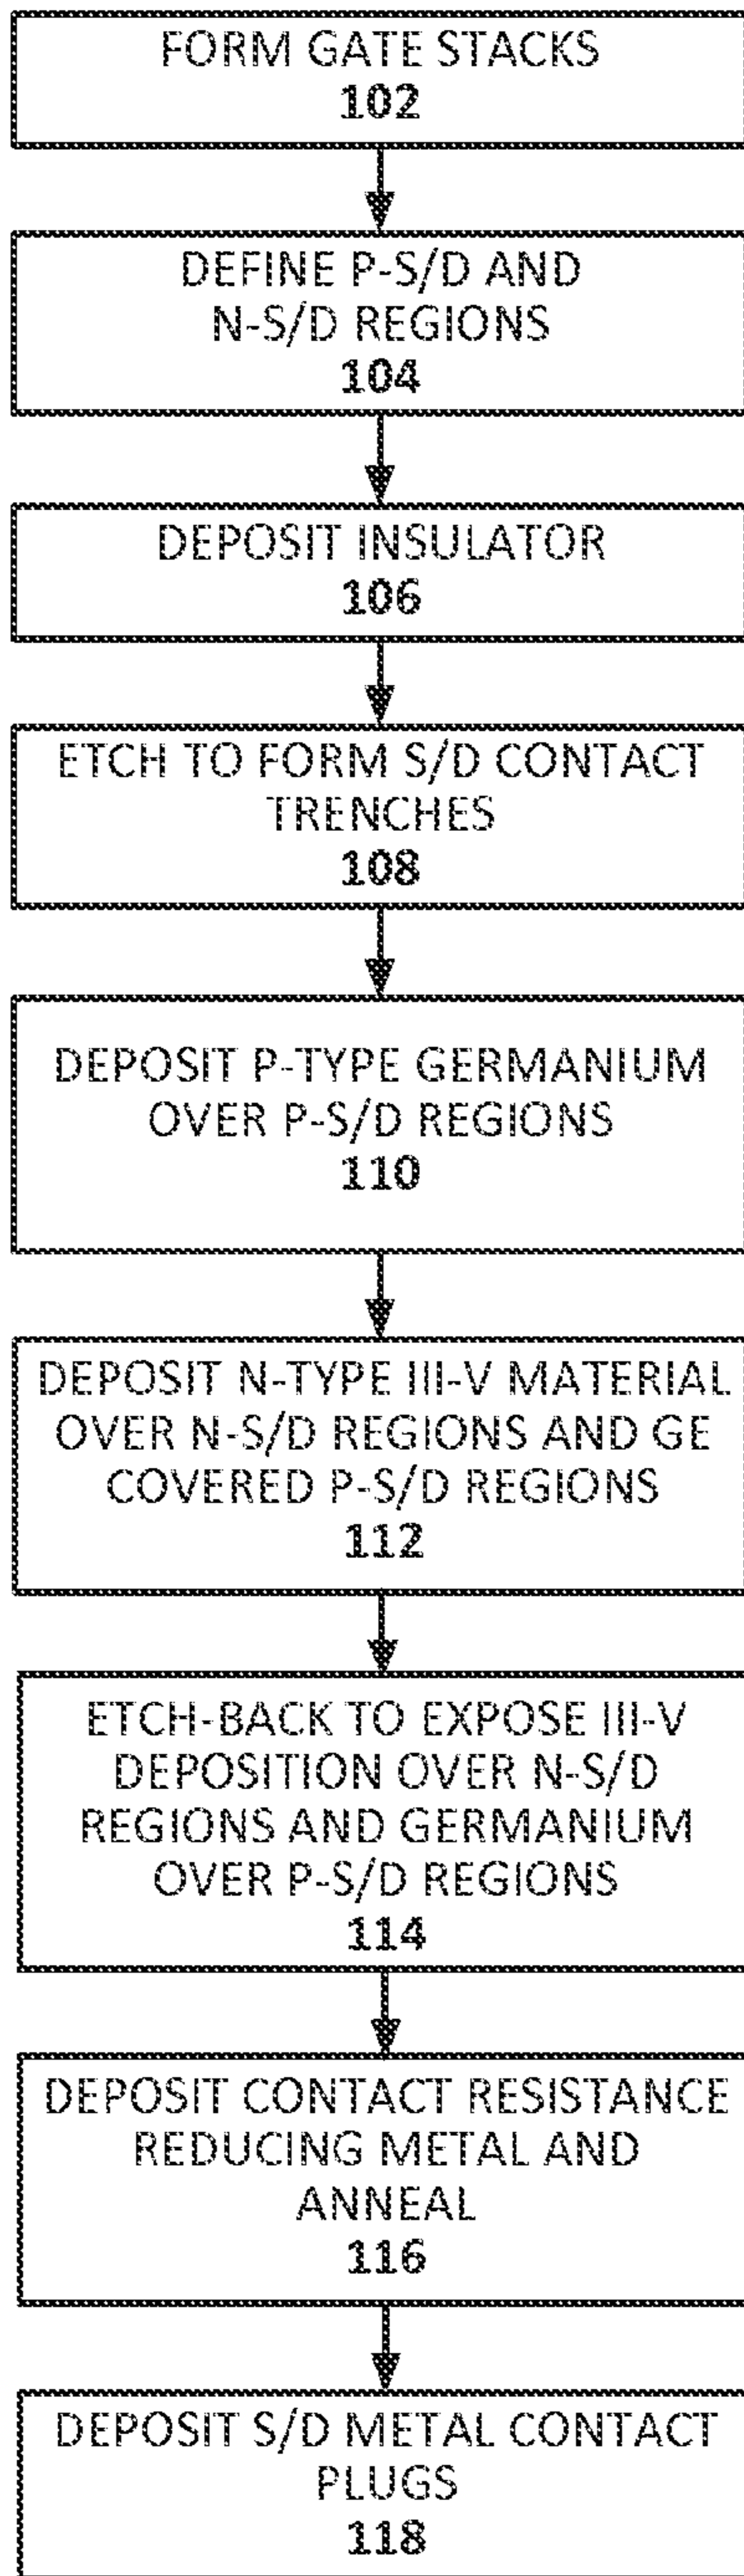 FORM GATE STACKS
102
DEFINE P-S/D AND
N-S/D REGIONS
104
DEPOSIT INSULATOR
106
ETCH TO FORM S/D CONTACT
TRENCHES
108
DEPOSIT P-TYPE GERMANIUM
OVER P-S/D REGIONS
110
DEPOSIT N-TYPE III-V MATERIAL
OVER N-S/D REGIONS AND GE
COVERED P-S/D REGIONS
112
ETCH-BACK TO EXPOSE III-V
DEPOSITION OVER N-S/D
REGIONS AND GERMANIUM
OVER P-S/D REGIONS
114
DEPOSIT CONTACT RESISTANCE
REDUCING METAL AND
ANNEAL
116
DEPOSIT S/D METAL CONTACT
PLUGS
118